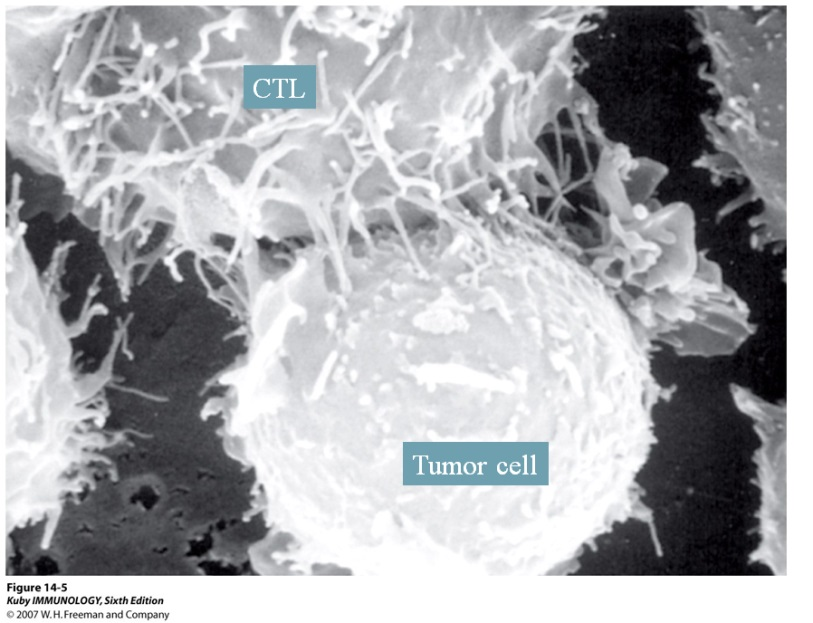 CTL
Tumor cell
Figure 14-5
Kuby IMMUNOLOGY, Sixth Edition
© 2007 W. H. Freeman and Company